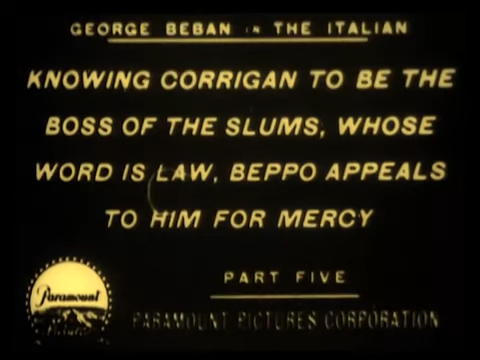 GEORGE BEBAN IN THE ITALIAN
KNOWING CORRIGAN TO BE THE
BOSS OF THE SLUMS, WHOSE
WORD IS LAW, BEPPO APPEALS
TO HIM FOR MERCY
PART FIVE
Paramount
Pictures
PARAMOUNT PICTURES CORPORATION